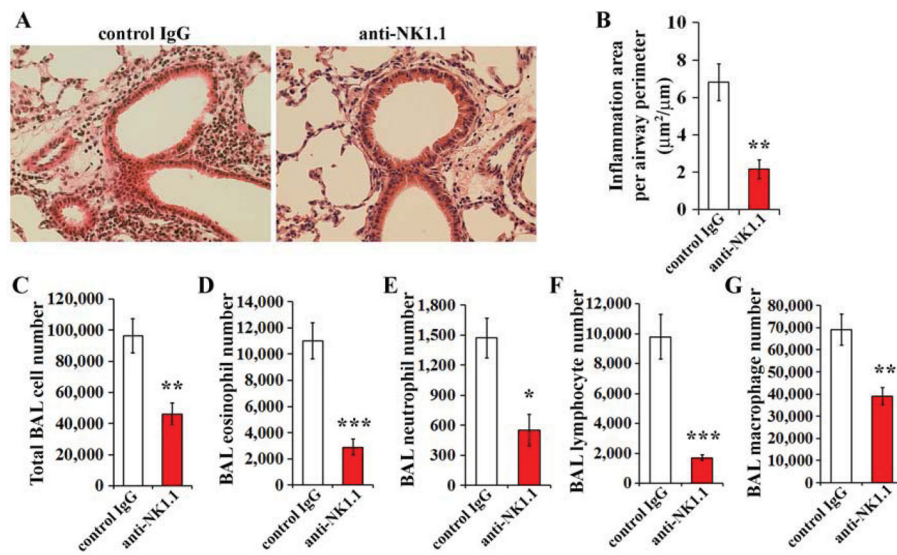 A
control IgG
anti-NK1.1
B
Inflammation area
per airway perimeter
(µm²/µm)
8
6
4
2
0
**
control IgG
anti-NK1.1
C
Total BAL cell number
120,000
100,000
80,000
60,000
40,000
20,000
0
**
control IgG
anti-NK1.1
D
BAL eosinophil number
14,000
12,000
10,000
8,000
6,000
4,000
2,000
0
***
control IgG
anti-NK1.1
E
BAL neutrophil number
1,800
1,500
1,200
900
600
300
0
*
control IgG
anti-NK1.1
F
BAL lymphocyte number
12,000
10,000
8,000
6,000
4,000
2,000
0
***
control IgG
anti-NK1.1
G
BAL macrophage number
80,000
70,000
60,000
50,000
40,000
30,000
20,000
10,000
0
**
control IgG
anti-NK1.1